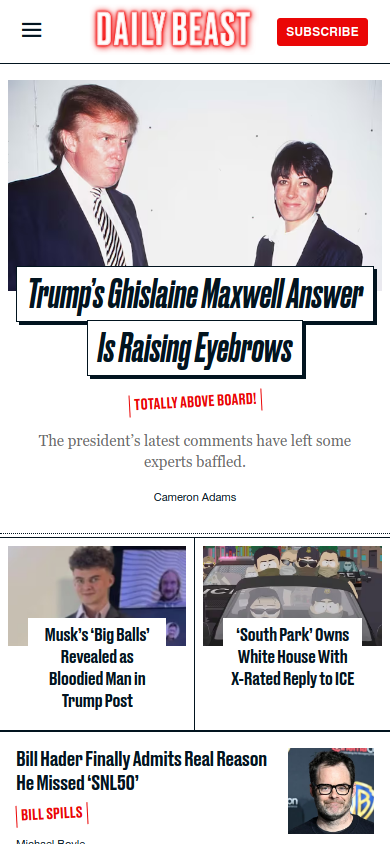 DAILY BEAST
SUBSCRIBE
Trump's Ghislaine Maxwell Answer
Is Raising Eyebrows
TOTALLY ABOVE BOARD!
The president's latest comments have left some
experts baffled.
Cameron Adams
Musk's ‘Big Balls’
Revealed as
Bloodied Man in
Trump Post
ICE
‘South Park’ Owns
White House With
X-Rated Reply to ICE
Bill Hader Finally Admits Real Reason
He Missed ‘SNL50’
BILL SPILLS